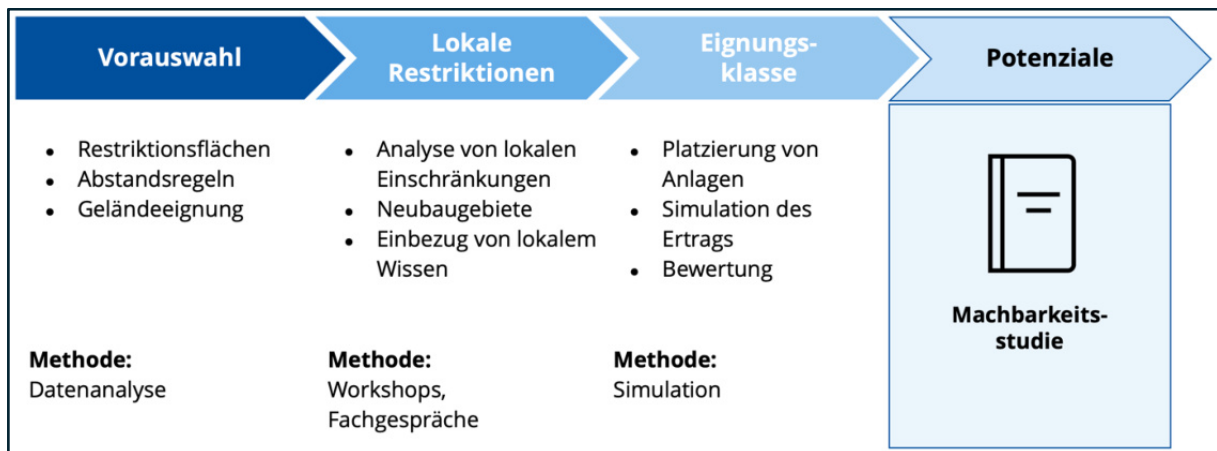 Vorauswahl
Lokale
Restriktionen
Eignungs-
klasse
Potenziale
• Restriktionsflächen
• Abstandsregeln
• Geländeeignung
• Analyse von lokalen
Einschränkungen
• Neubaugebiete
• Einbezug von lokalem
Wissen
• Platzierung von
Anlagen
• Simulation des
Ertrags
• Bewertung
Machbarkeits-
studie
Methode:
Datenanalyse
Methode:
Workshops,
Fachgespräche
Methode:
Simulation